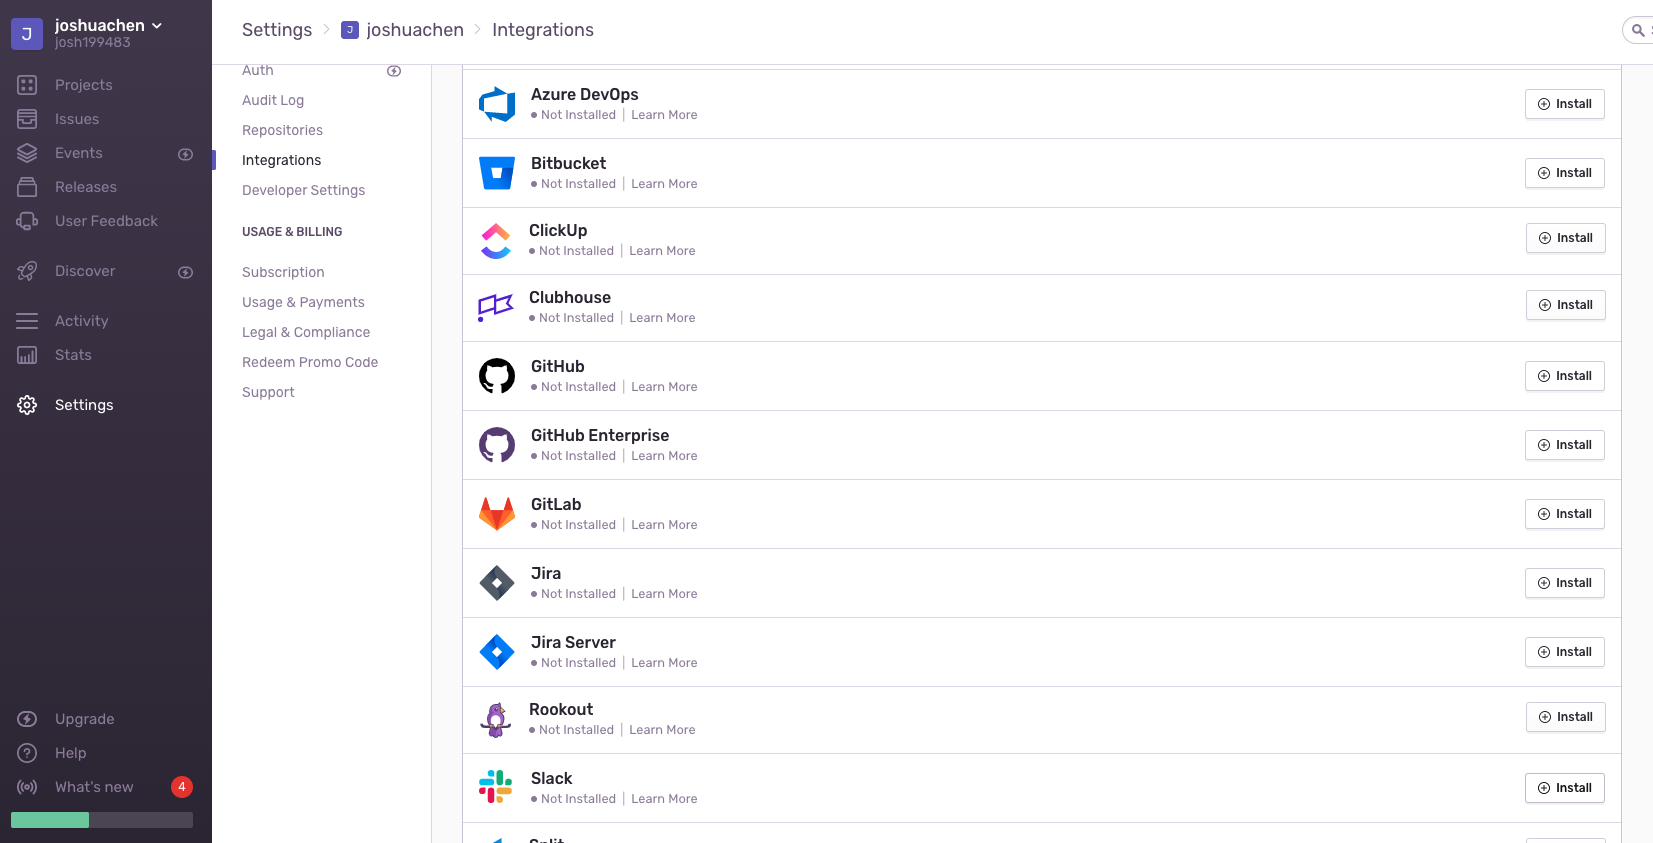 J
joshuachen
josh199483
Projects
Issues
Events
Releases
User Feedback
Discover
Activity
Stats
Settings
Upgrade
Help
What's new
4
Settings
J
joshuachen
Integrations
Auth
Audit Log
Repositories
Integrations
Developer Settings
USAGE & BILLING
Subscription
Usage & Payments
Legal & Compliance
Redeem Promo Code
Support
Azure DevOps
Not Installed | Learn More
Install
Bitbucket
Not Installed | Learn More
Install
ClickUp
Not Installed | Learn More
Install
Clubhouse
Not Installed | Learn More
Install
GitHub
Not Installed | Learn More
Install
GitHub Enterprise
Not Installed | Learn More
Install
GitLab
Not Installed | Learn More
Install
Jira
Not Installed | Learn More
Install
Jira Server
Not Installed | Learn More
Install
Rookout
Not Installed | Learn More
Install
Slack
Not Installed | Learn More
Install